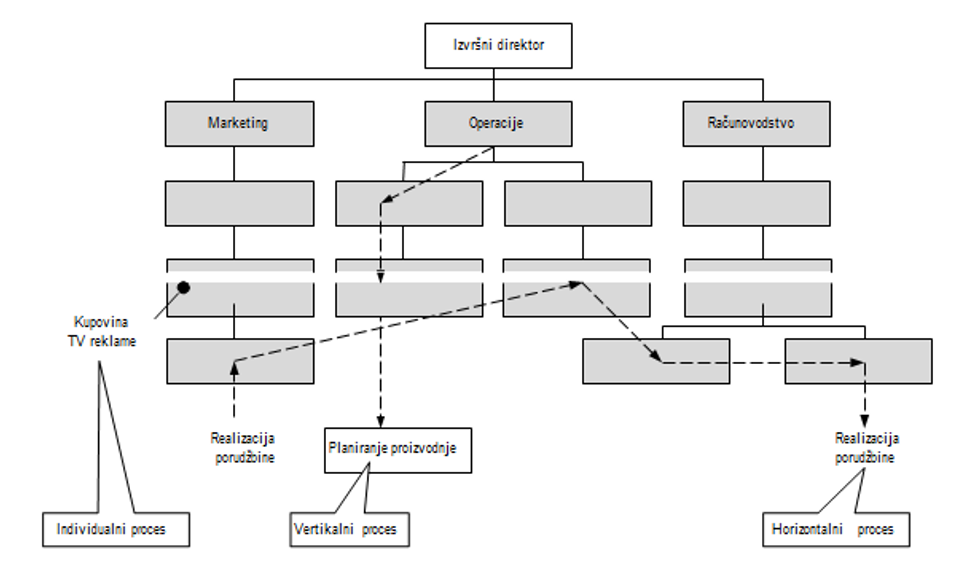 Izvršni direktor
Marketing
Operacije
Računovodstvo
Kupovina
TV reklame
Realizacija
porudžbine
Planiranje proizvodnje
Realizacija
porudžbine
Individualni proces
Vertikalni proces
Horizontalni proces